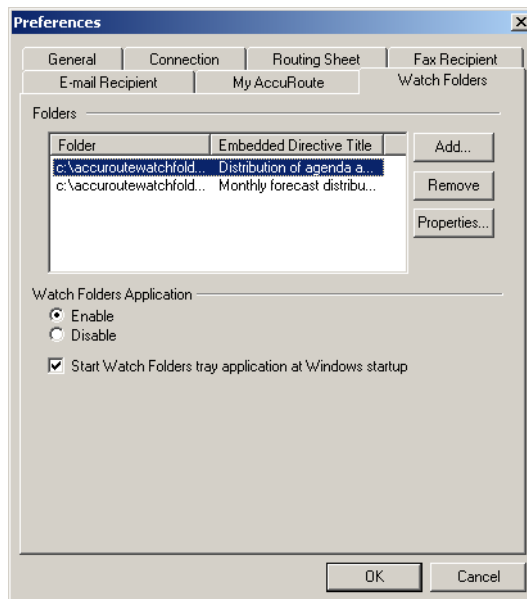 Preferences
General Connection Routing Sheet Fax Recipient
E-mail Recipient My AccuRoute Watch Folders
Folders
Folder Embedded Directive Title Add...
c:\accuroutewatchfold... Distribution of agenda a...
c:\accuroutewatchfold... Monthly forecast distribu...
Remove
Properties...
Watch Folders Application
Enable
Disable
Start Watch Folders tray application at Windows startup
OK Cancel